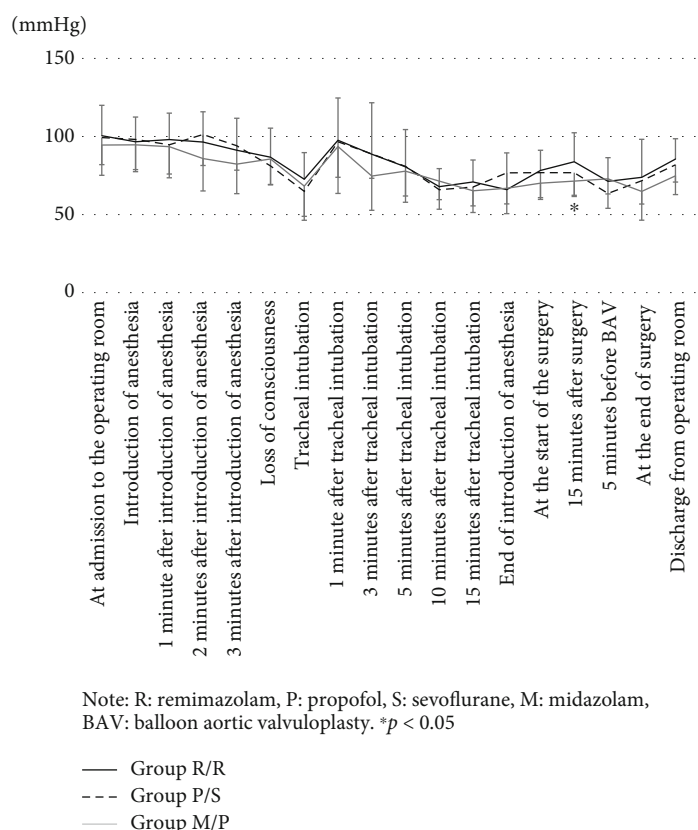 (mmHg)
150
100
50
0
*
At admission to the operating room
Introduction of anesthesia
1 minute after introduction of anesthesia
2 minutes after introduction of anesthesia
3 minutes after introduction of anesthesia
Loss of consciousness
Tracheal intubation
1 minute after tracheal intubation
3 minutes after tracheal intubation
5 minutes after tracheal intubation
10 minutes after tracheal intubation
15 minutes after tracheal intubation
End of introduction of anesthesia
At the start of the surgery
15 minutes after surgery
5 minutes before BAV
At the end of surgery
Discharge from operating room
Note: R: remimazolam, P: propofol, S: sevoflurane, M: midazolam,
BAV: balloon aortic valvuloplasty. *p < 0.05
Group R/R
Group P/S
Group M/P